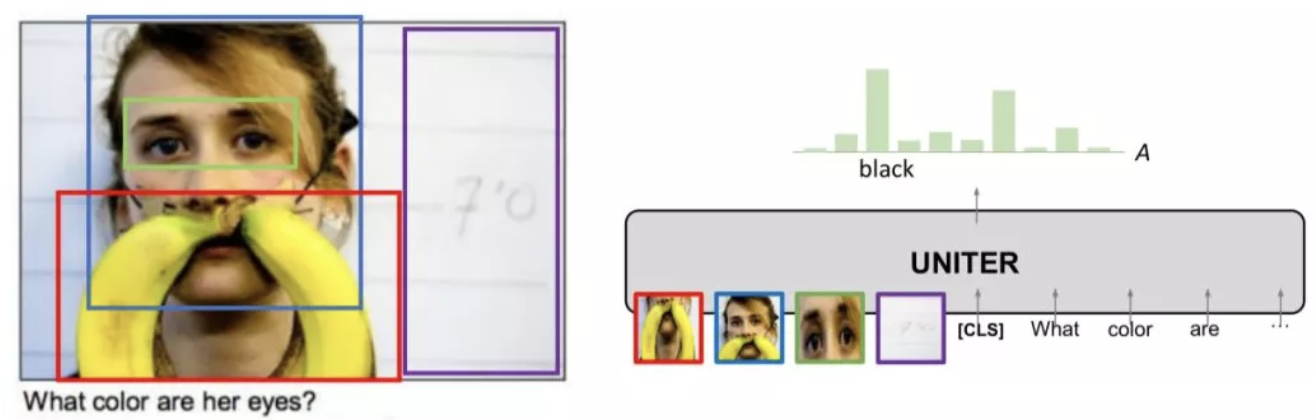 7'0
What color are her eyes?
black
A
UNITER
[CLS] What color are ...